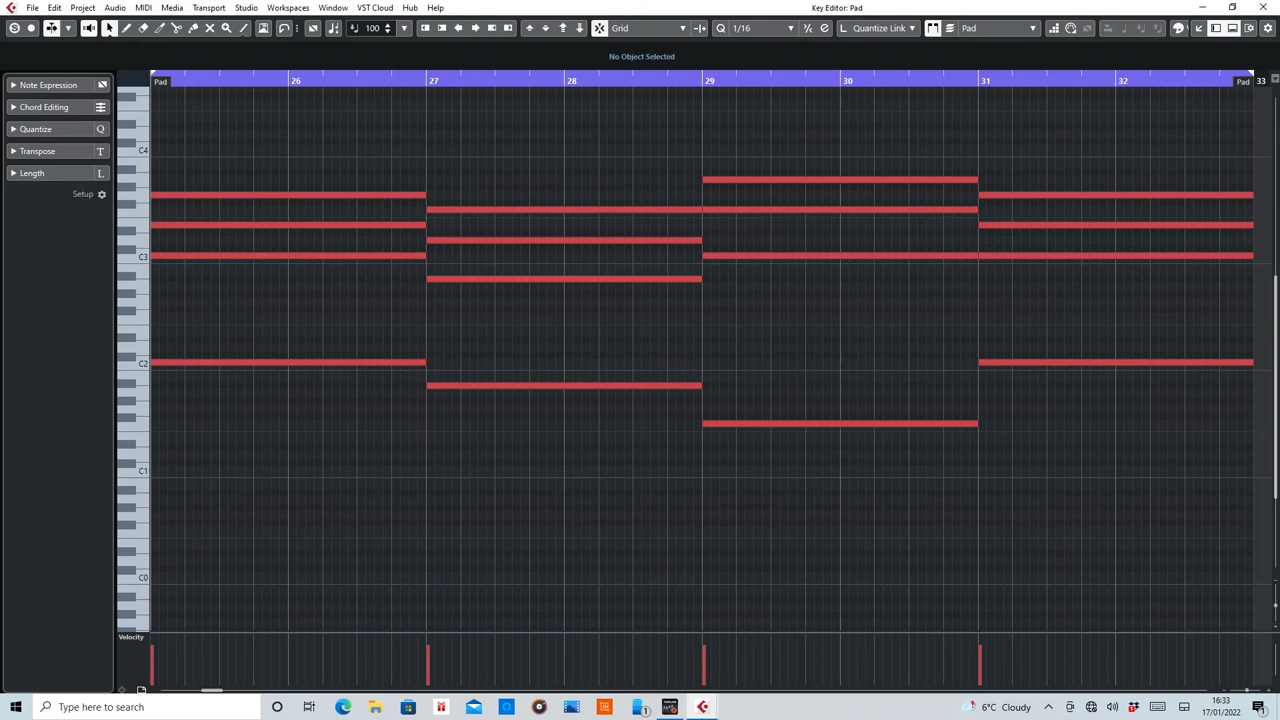 File Edit Project Audio MIDI Media Transport Studio Workspaces Window VST Cloud Hub Help Key Editor: Pad
S 100 Grid Q 1/16 Quantize Link Pad
No Object Selected
Note Expression
Chord Editing
Quantize Q
Transpose T
Length L
Setup
Pad 26 27 28 29 30 31 32 Pad 33
C4
C3
C2
C1
C0
Velocity
Type here to search
1
6°C Cloudy
16:33
17/01/2022
1